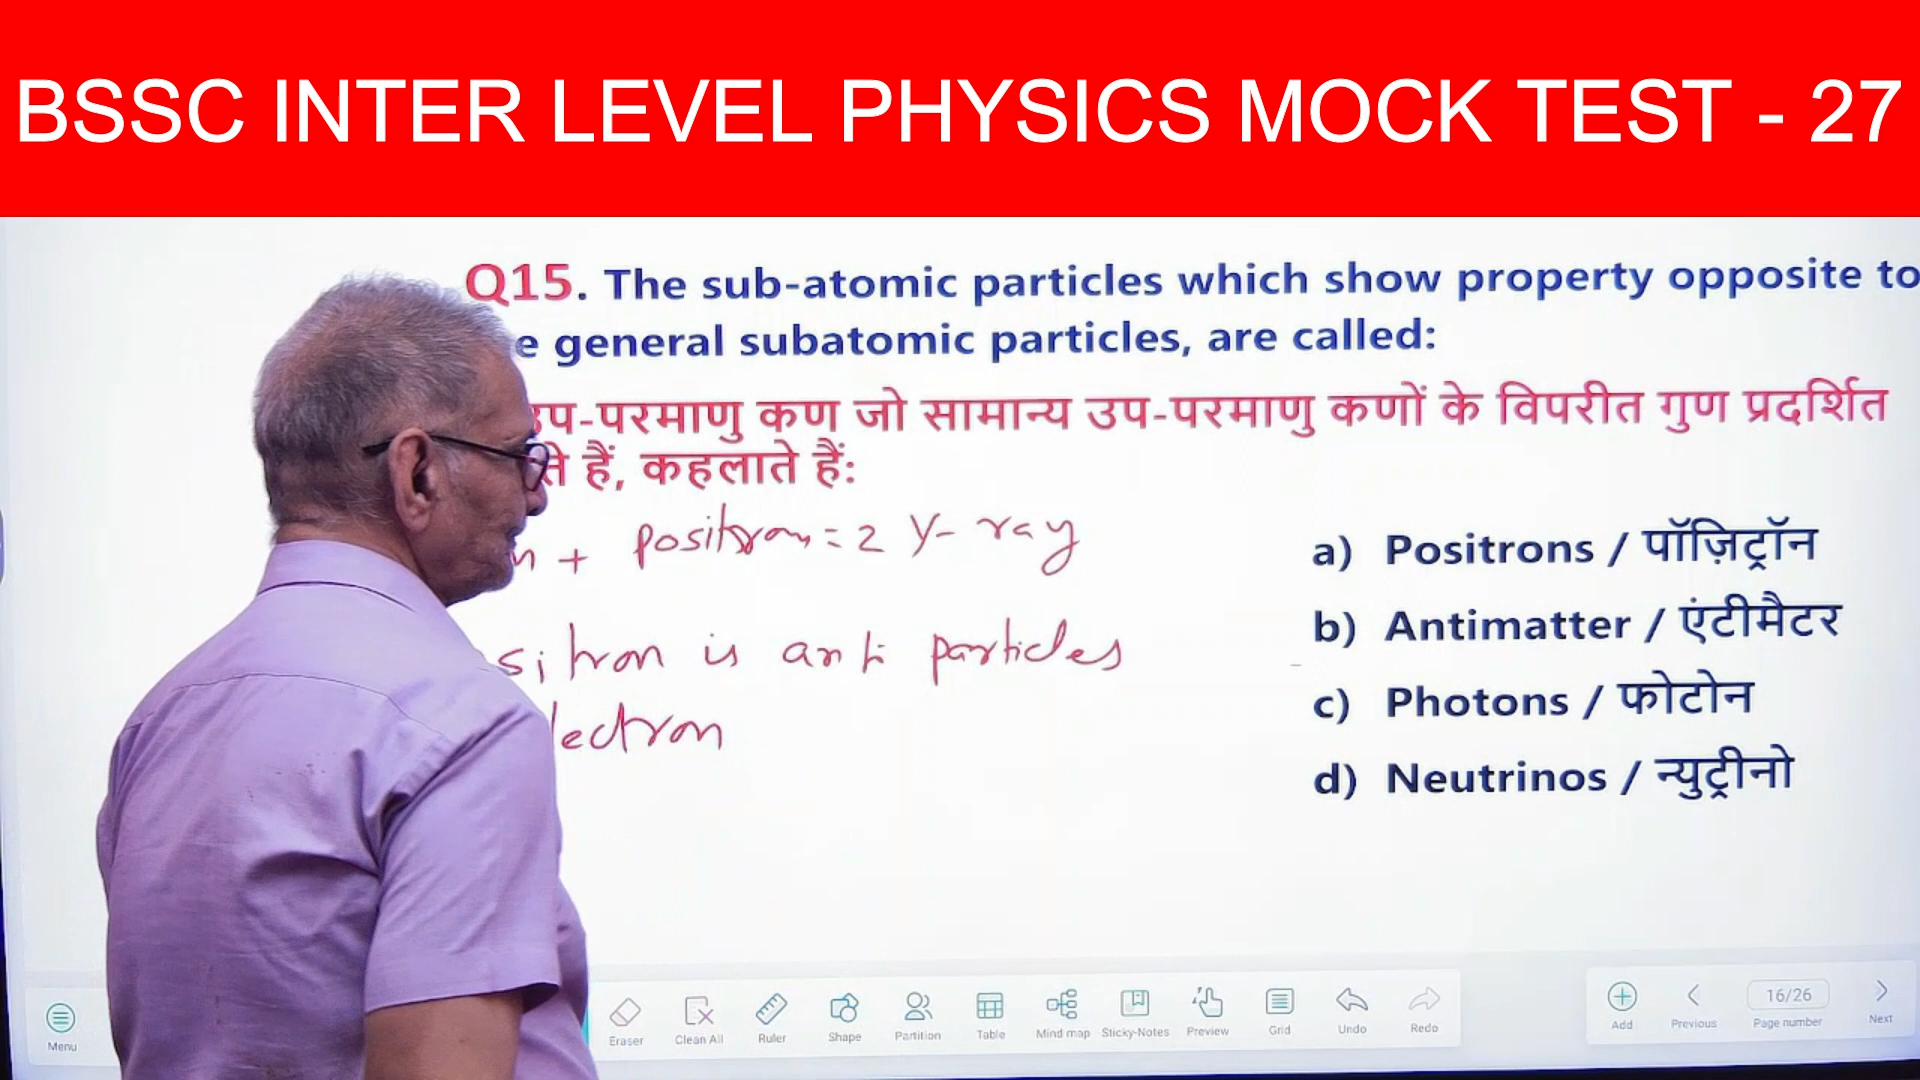 BSSC INTER LEVEL PHYSICS MOCK TEST - 27
Q15. The sub-atomic particles which show property opposite to
e general subatomic particles, are called:
उप-परमाणु कण जो सामान्य उप-परमाणु कणों के विपरीत गुण प्रदर्शित
ते हैं, कहलाते हैं:
n + positron = 2 γ- ray
sitron is anti particles
lectron
a) Positrons / पॉज़िट्रॉन
b) Antimatter / एंटीमैटर
c) Photons / फोटोन
d) Neutrinos / न्युट्रीनो
Menu
Eraser
Clean All
Ruler
Shape
Partition
Table
Mind map
Sticky-Notes
Preview
Grid
Undo
Redo
Add
Previous
16/26
Page number
Next